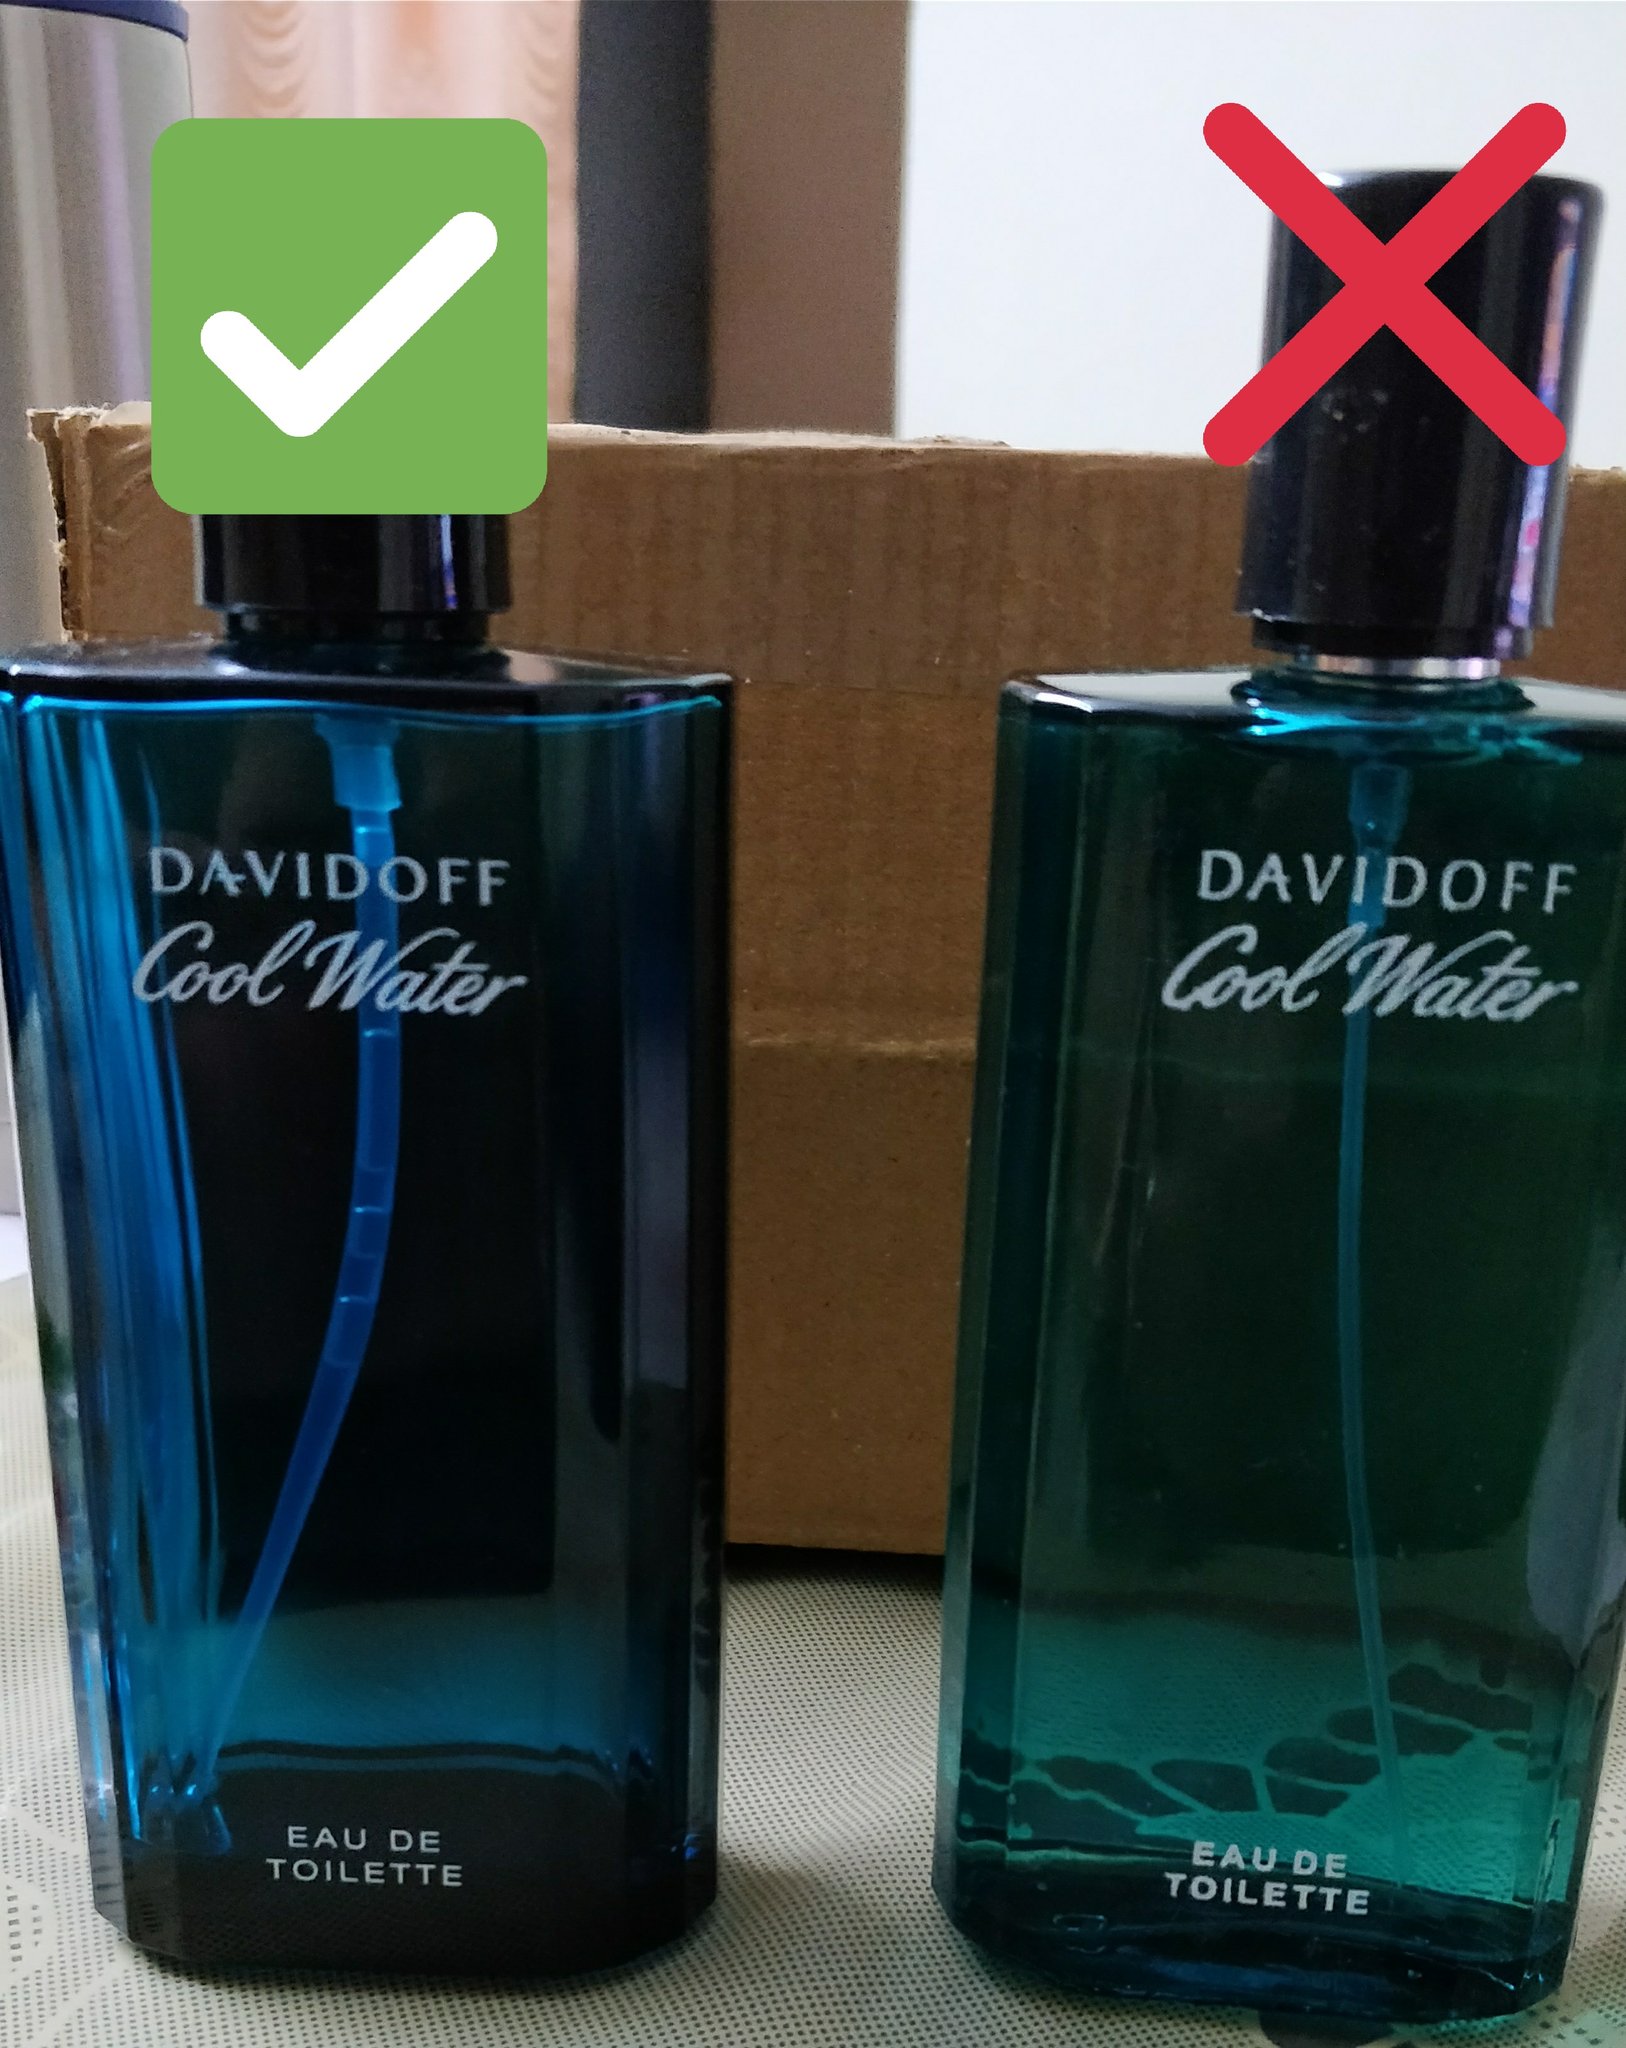 DAVIDOFF
Cool Water
EAU DE
TOILETTE
DAVIDOFF
Cool Water
EAU DE
TOILETTE